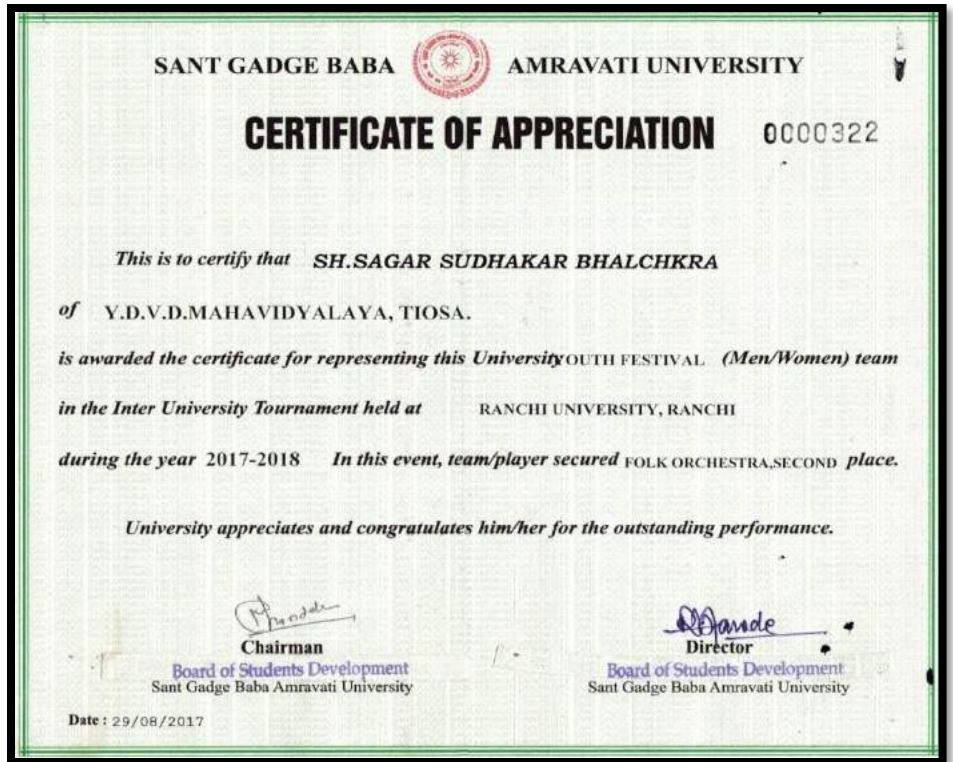 SANT GADGE BABA AMRAVATI UNIVERSITY
CERTIFICATE OF APPRECIATION 0000322
This is to certify that SH.SAGAR SUDHAKAR BHALCHKRA
of Y.D.V.D.MAHAVIDYALAYA, TIOSA.
is awarded the certificate for representing this University OUTH FESTIVAL (Men/Women) team
in the Inter University Tournament held at RANCHI UNIVERSITY, RANCHI
during the year 2017-2018 In this event, team/player secured FOLK ORCHESTRA,SECOND place.
University appreciates and congratulates him/her for the outstanding performance.
Chairman
Board of Students Development
Sant Gadge Baba Amravati University
Director
Board of Students Development
Sant Gadge Baba Amravati University
Date : 29/08/2017